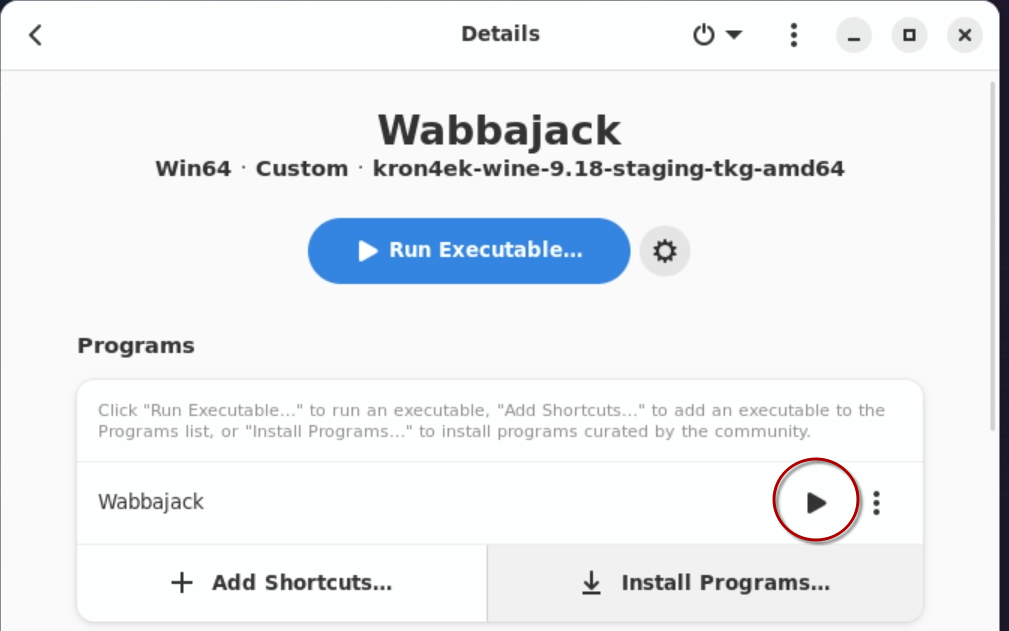 Details
Wabbajack
Win64 · Custom · kron4ek-wine-9.18-staging-tkg-amd64
Run Executable...
Programs
Click "Run Executable..." to run an executable, "Add Shortcuts..." to add an executable to the
Programs list, or "Install Programs..." to install programs curated by the community.
Wabbajack
Add Shortcuts...
Install Programs...